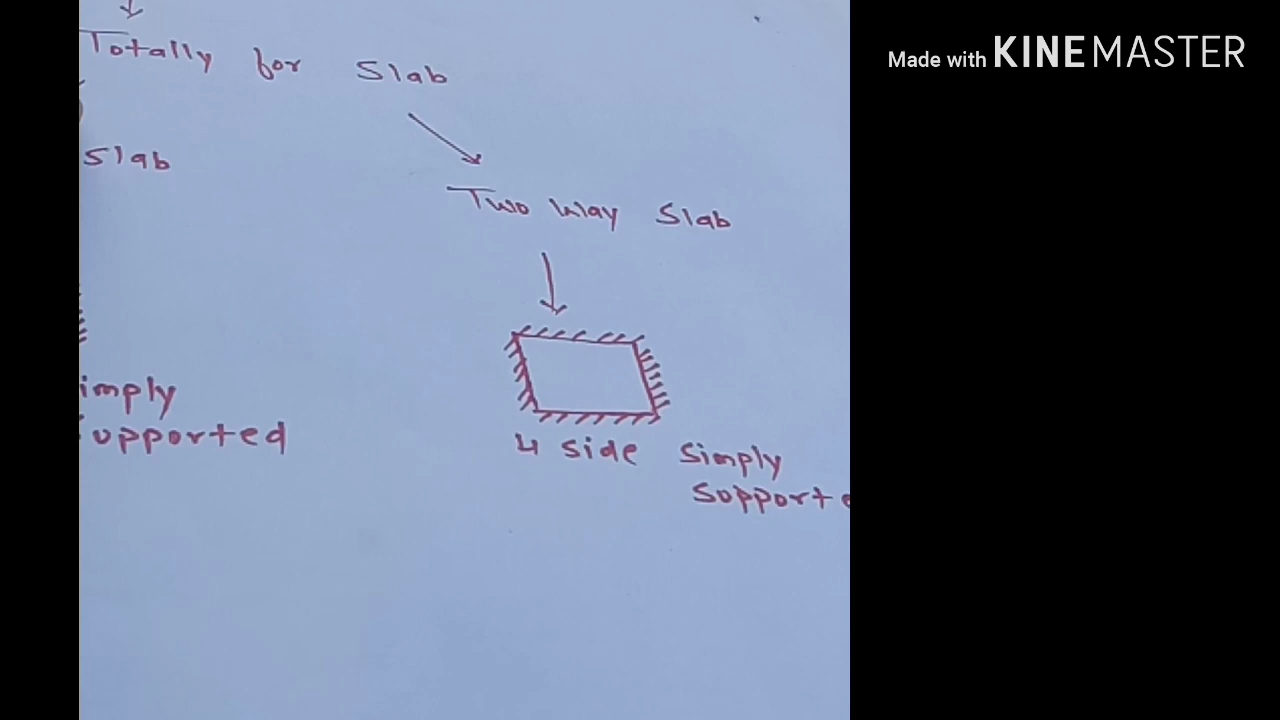 Totally for Slab
Slab
Two Way Slab
imply
upported
4 side Simply
Supporte
Made with KINEMASTER